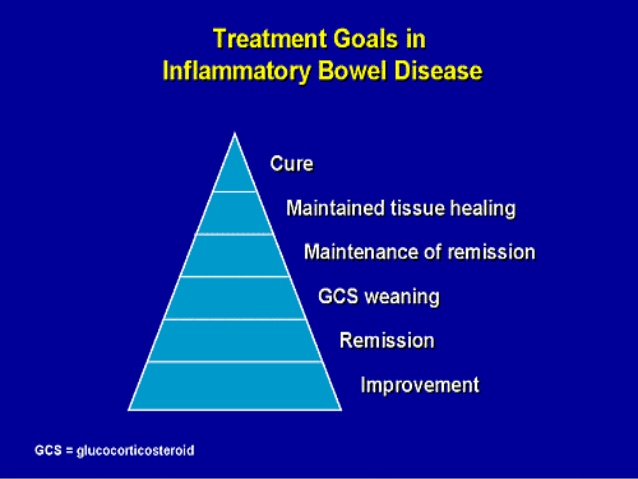 Treatment Goals in
Inflammatory Bowel Disease
Cure
Maintained tissue healing
Maintenance of remission
GCS weaning
Remission
Improvement
GCS = glucocorticosteroid